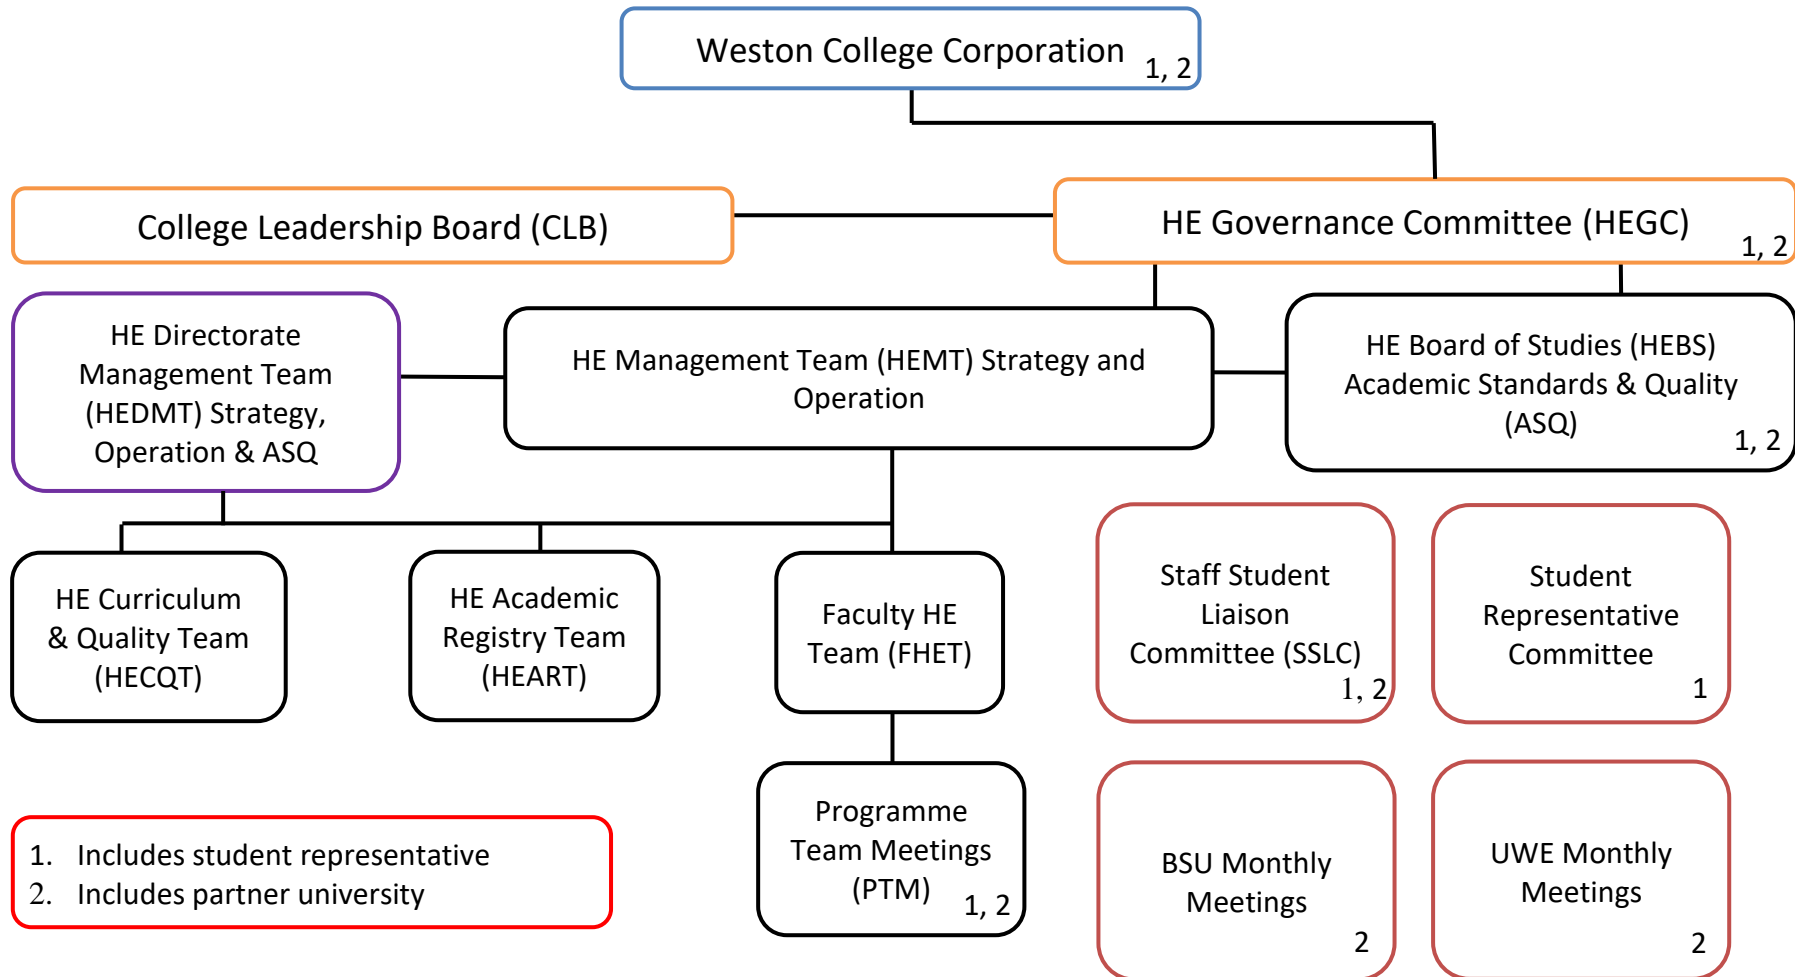 Weston College Corporation
1, 2
College Leadership Board (CLB)
HE Governance Committee (HEGC)
1, 2
HE Directorate
Management Team
(HEDMT) Strategy,
Operation & ASQ
HE Management Team (HEMT) Strategy and
Operation
HE Board of Studies (HEBS)
Academic Standards & Quality
(ASQ)
1, 2
HE Curriculum
& Quality Team
(HECQT)
HE Academic
Registry Team
(HEART)
Faculty HE
Team (FHET)
Staff Student
Liaison
Committee (SSLC)
1, 2
Student
Representative
Committee
1
Programme
Team Meetings
(PTM)
1, 2
BSU Monthly
Meetings
2
UWE Monthly
Meetings
2
1. Includes student representative
2. Includes partner university